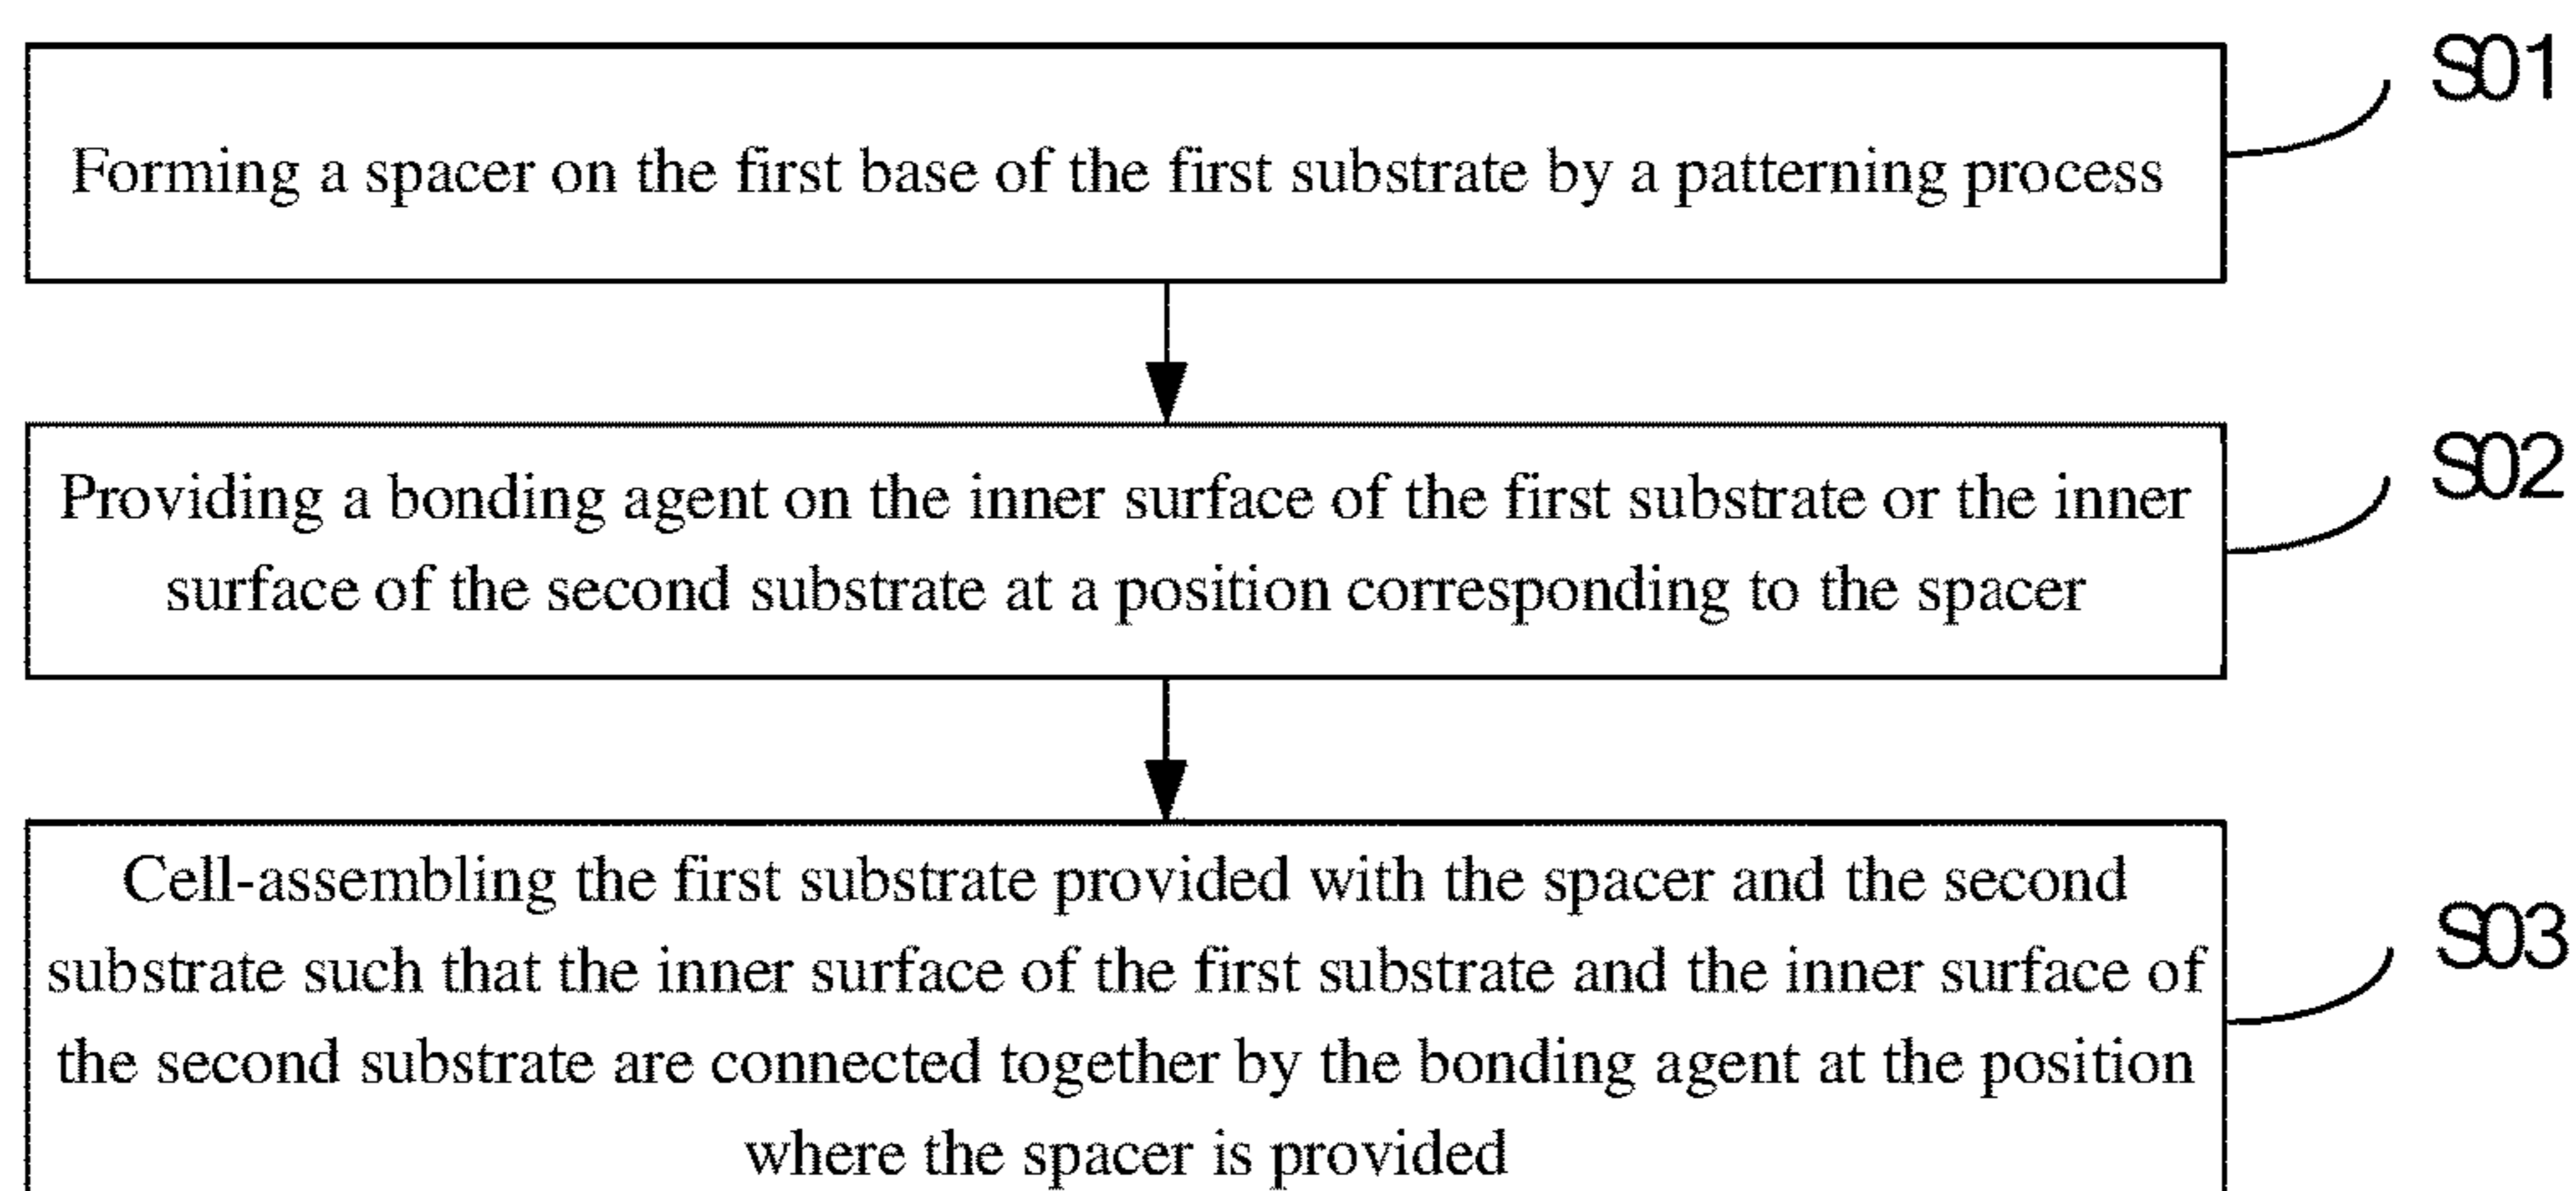 S01
Forming a spacer on the first base of the first substrate by a patterning process
S02
Providing a bonding agent on the inner surface of the first substrate or the inner
surface of the second substrate at a position corresponding to the spacer
Cell-assembling the first substrate provided with the spacer and the second
S03
substrate such that the inner surface of the first substrate and the inner surface of
the second substrate are connected together by the bonding agent at the position
where the spacer is provided